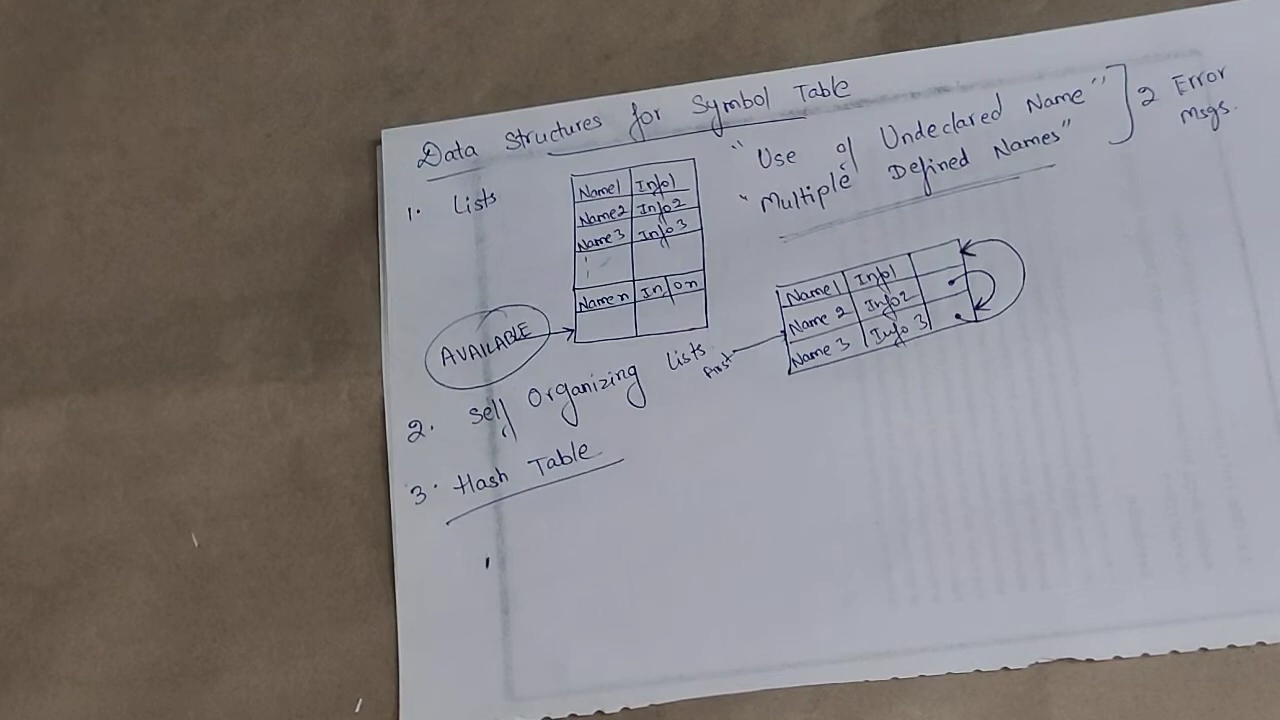 Data Structures for Symbol Table
"Use of Undeclared Name"
"Multiple Defined Names"
2 Error
Msgs.
1. Lists
Name1 Info1
Name2 Info2
Name3 Info3
Name n Info n
AVAILABLE
2. Self Organizing Lists
First
Name1 Info1
Name 2 Info2
Name 3 Info 3
3. Hash Table